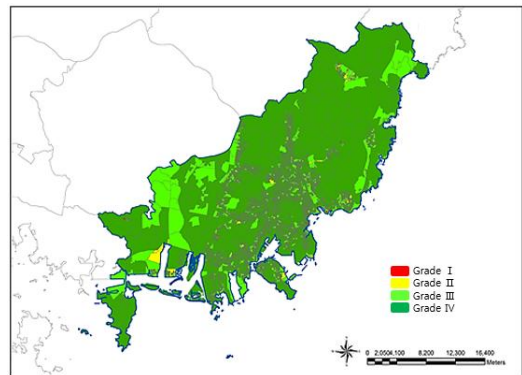 Grade Ⅰ
Grade Ⅱ
Grade Ⅲ
Grade Ⅳ
0 2,0504,100 8,200 12,300 16,400
Meters